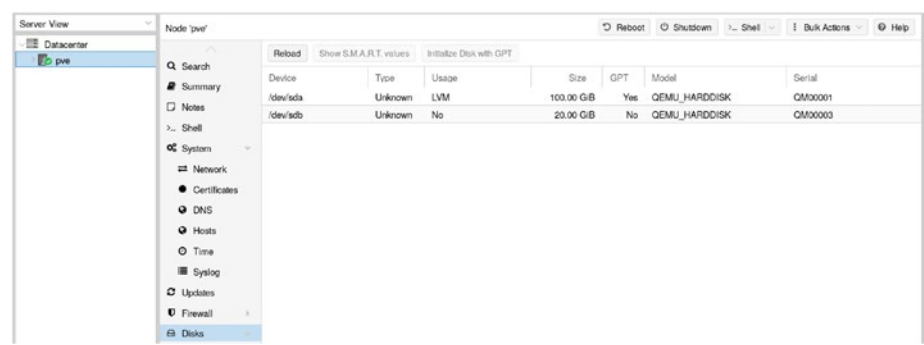 Server View
Datacenter
pve
Node 'pve'
Reboot Shutdown Shell Bulk Actions Help
Search
Summary
Notes
Shell
System
Network
Certificates
DNS
Hosts
Time
Syslog
Updates
Firewall
Disks
Reload Show S.M.A.R.T. values Initialize Disk with GPT
Device Type Usage Size GPT Model Serial
/dev/sda Unknown LVM 100.00 GiB Yes QEMU_HARDDISK QM00001
/dev/sdb Unknown No 20.00 GiB No QEMU_HARDDISK QM00003